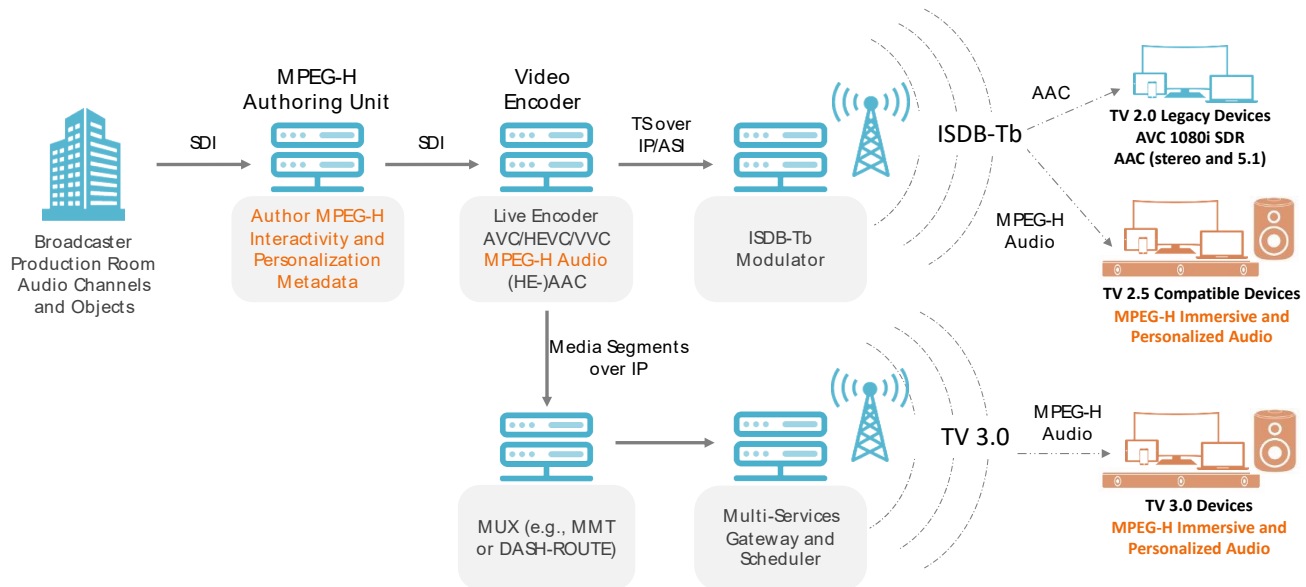 MPEG-H
Authoring Unit
Video
Encoder
SDI
SDI
TS over
IP/ASI
ISDB-Tb
AAC
MPEG-H
Audio
TV 2.0 Legacy Devices
AVC 1080i SDR
AAC (stereo and 5.1)
Broadcaster
Production Room
Audio Channels
and Objects
Author MPEG-H
Interactivity and
Personalization
Metadata
Live Encoder
AVC/HEVC/VVC
MPEG-H Audio
(HE-)AAC
ISDB-Tb
Modulator
TV 2.5 Compatible Devices
MPEG-H Immersive and
Personalized Audio
Media Segments
over IP
TV 3.0
MPEG-H
Audio
MUX (e.g., MMT
or DASH-ROUTE)
Multi-Services
Gateway and
Scheduler
TV 3.0 Devices
MPEG-H Immersive and
Personalized Audio